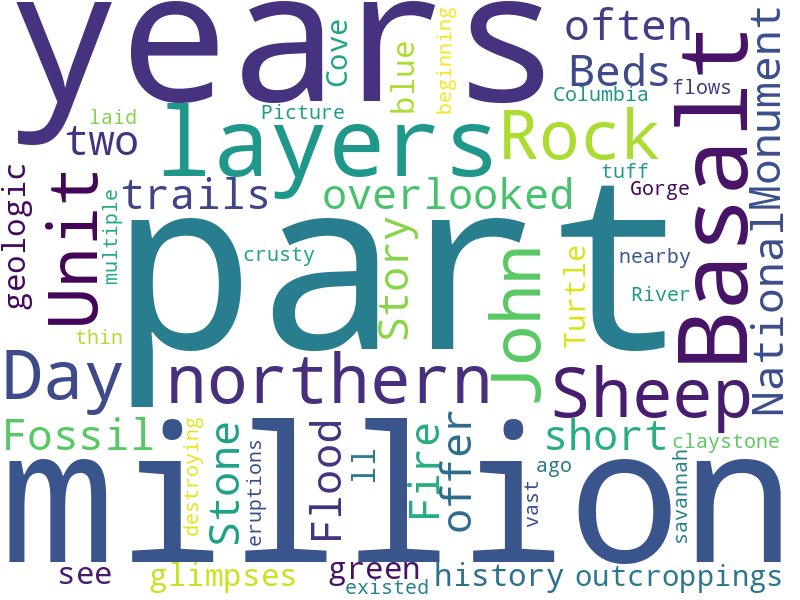 years
Cove
blue
beginning
often
Beds
flows
Columbia
Basalt
Monument
National
laid
two
Picture
layers
Rock
tuff
Gorge
geologic
Unit
multiple
trails
overlooked
part
crusty
Story
John
Turtle
nearby
River
thin
Day
northern
Sheep
Fossil
destroying
Stone
eruptions
Flood
ll
Fire
offer
short
claystone
million
ago
vast
savannah
see
glimpses
green
existed
history
outcroppings